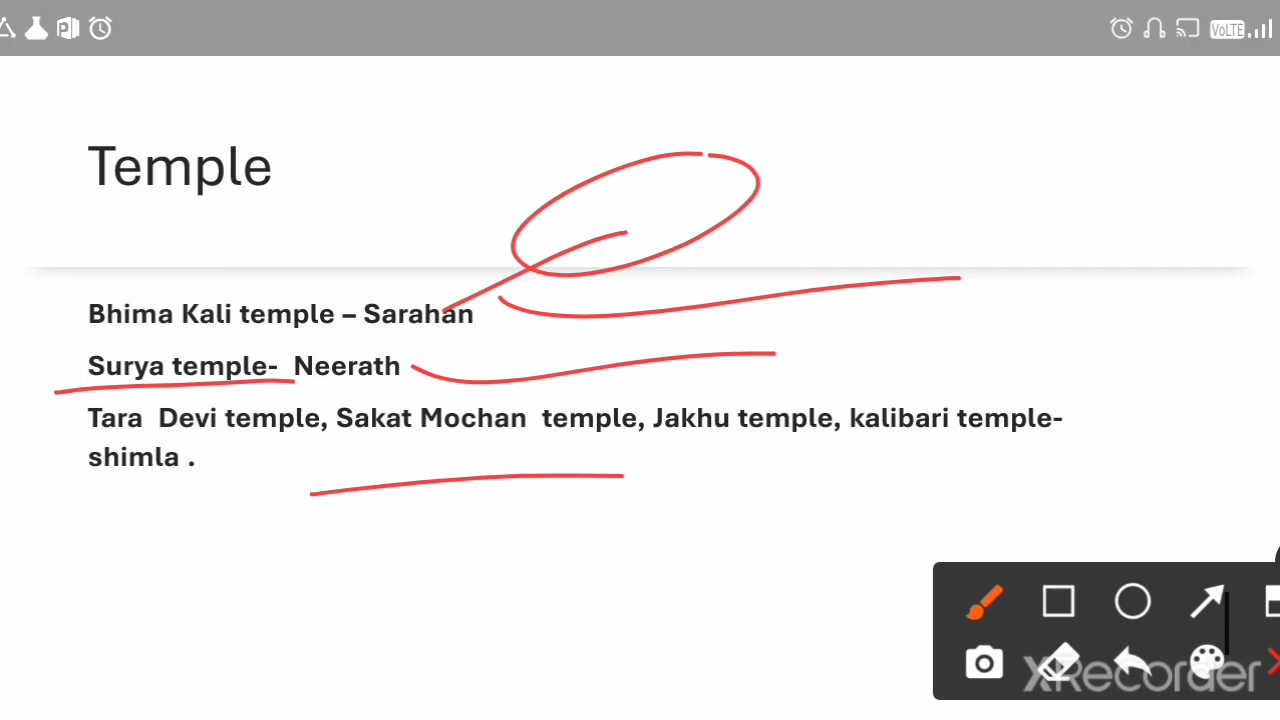 VoLTE
Temple
Bhima Kali temple – Sarahan
Surya temple-  Neerath
Tara  Devi temple, Sakat Mochan  temple, Jakhu temple, kalibari temple-
shimla .
XRecorder